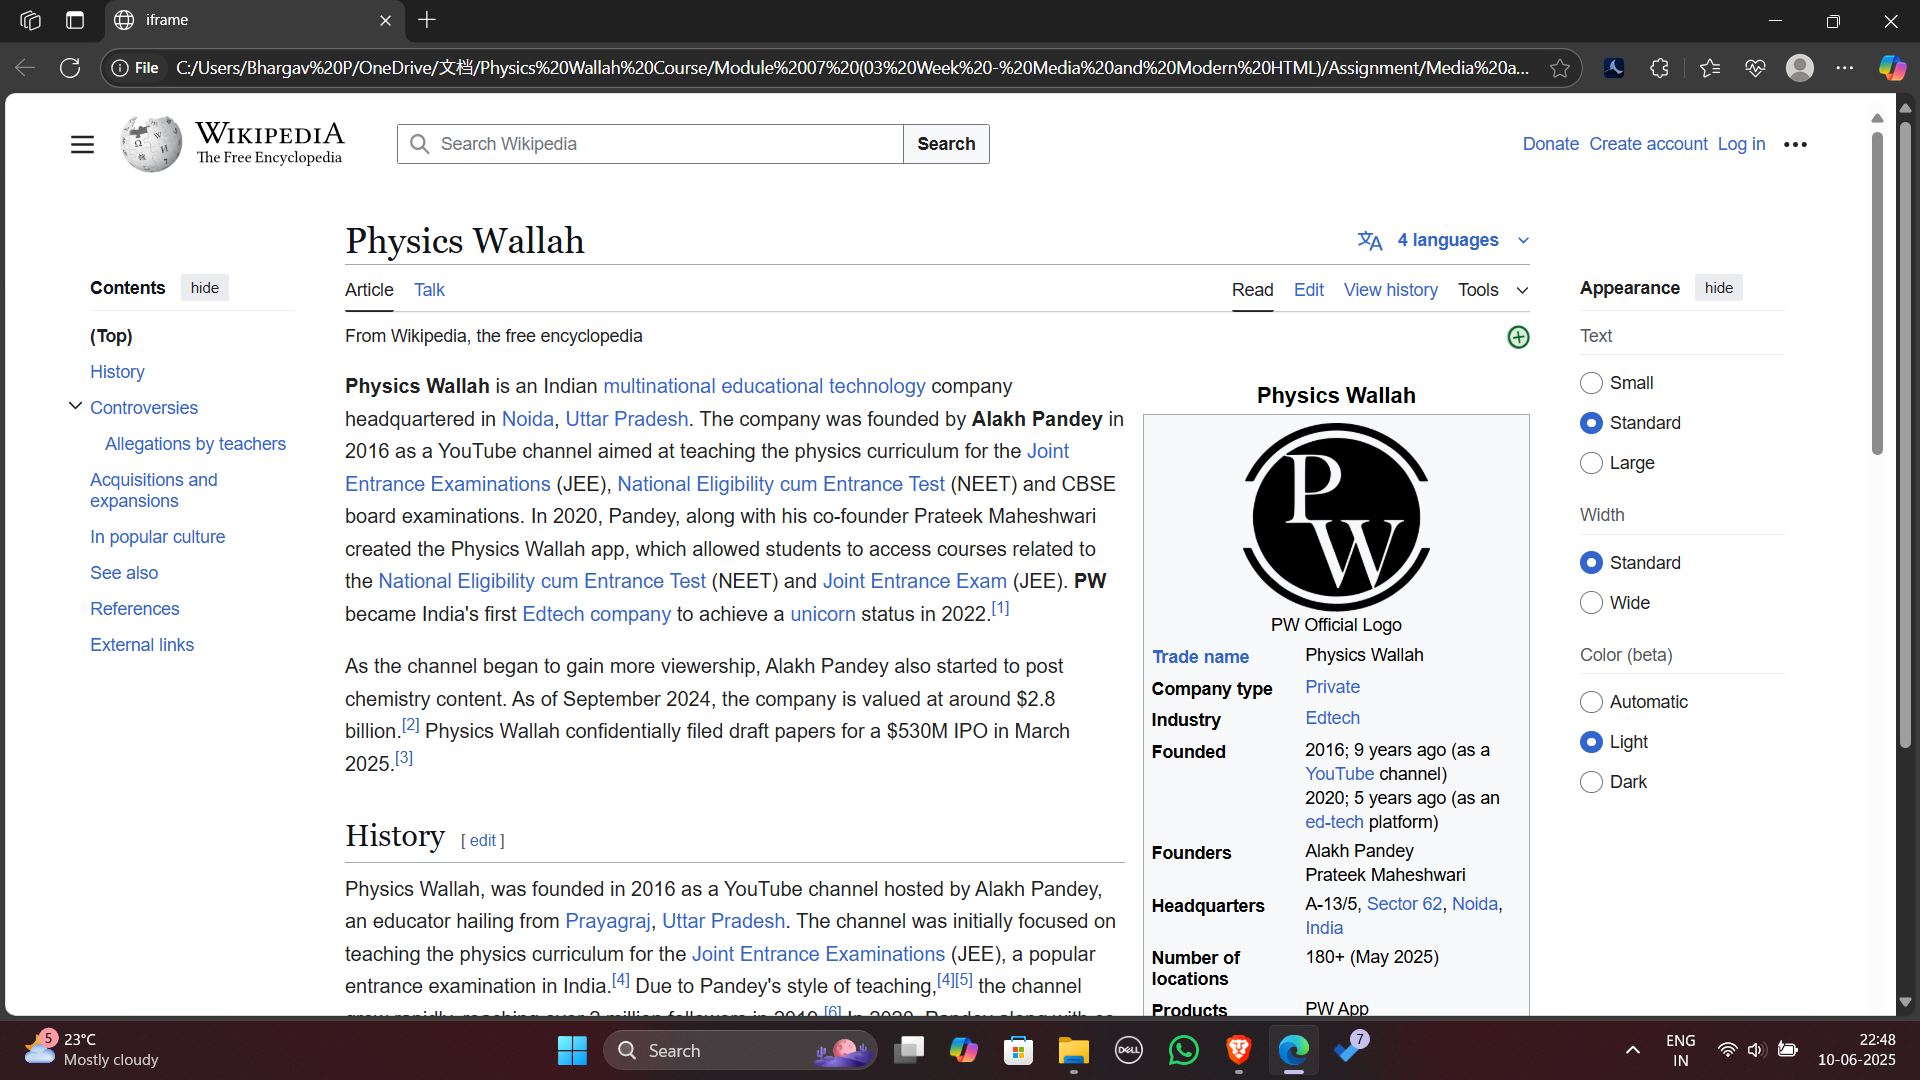 iframe
File C:/Users/Bhargav%20P/OneDrive/文档/Physics%20Wallah%20Course/Module%2007%20(03%20Week%20-%20Media%20and%20Modern%20HTML)/Assignment/Media%20a...
WIKIPEDIA
The Free Encyclopedia
Search Wikipedia
Search
Donate Create account Log in
Physics Wallah
4 languages
Contents hide
(Top)
History
Controversies
Allegations by teachers
Acquisitions and
expansions
In popular culture
See also
References
External links
Article Talk
Read Edit View history Tools
From Wikipedia, the free encyclopedia
Physics Wallah is an Indian multinational educational technology company
headquartered in Noida, Uttar Pradesh. The company was founded by Alakh Pandey in
2016 as a YouTube channel aimed at teaching the physics curriculum for the Joint
Entrance Examinations (JEE), National Eligibility cum Entrance Test (NEET) and CBSE
board examinations. In 2020, Pandey, along with his co-founder Prateek Maheshwari
created the Physics Wallah app, which allowed students to access courses related to
the National Eligibility cum Entrance Test (NEET) and Joint Entrance Exam (JEE). PW
became India's first Edtech company to achieve a unicorn status in 2022.[1]
As the channel began to gain more viewership, Alakh Pandey also started to post
chemistry content. As of September 2024, the company is valued at around $2.8
billion.[2] Physics Wallah confidentially filed draft papers for a $530M IPO in March
2025.[3]
History [ edit ]
Physics Wallah, was founded in 2016 as a YouTube channel hosted by Alakh Pandey,
an educator hailing from Prayagraj, Uttar Pradesh. The channel was initially focused on
teaching the physics curriculum for the Joint Entrance Examinations (JEE), a popular
entrance examination in India.[4] Due to Pandey's style of teaching,[4][5] the channel
Physics Wallah
PW
PW Official Logo
Trade name Physics Wallah
Company type Private
Industry Edtech
Founded 2016; 9 years ago (as a
YouTube channel)
2020; 5 years ago (as an
ed-tech platform)
Founders Alakh Pandey
Prateek Maheshwari
Headquarters A-13/5, Sector 62, Noida,
India
Number of 180+ (May 2025)
locations
Products PW App
Appearance hide
Text
Small
Standard
Large
Width
Standard
Wide
Color (beta)
Automatic
Light
Dark
5
23°C
Mostly cloudy
Search
DELL
7
ENG
IN
22:48
10-06-2025